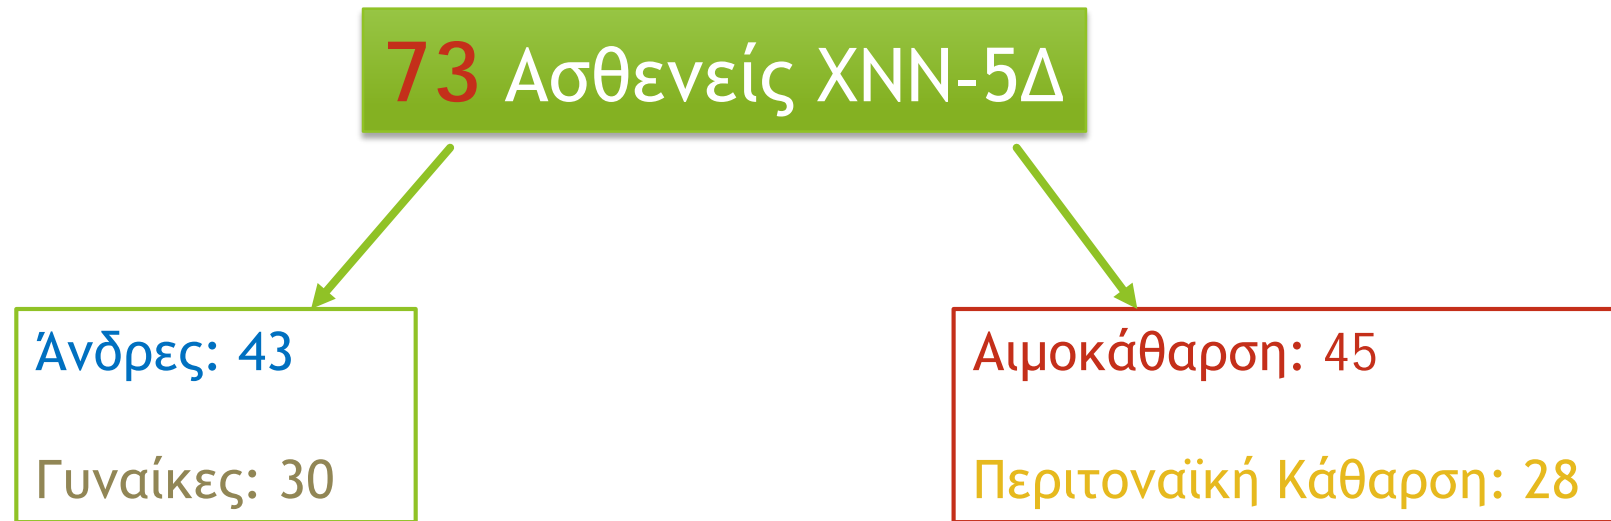 73 Ασθενείς ΧΝΝ-5Δ
Άνδρες: 43
Γυναίκες: 30
Αιμοκάθαρση: 45
Περιτοναϊκή Κάθαρση: 28